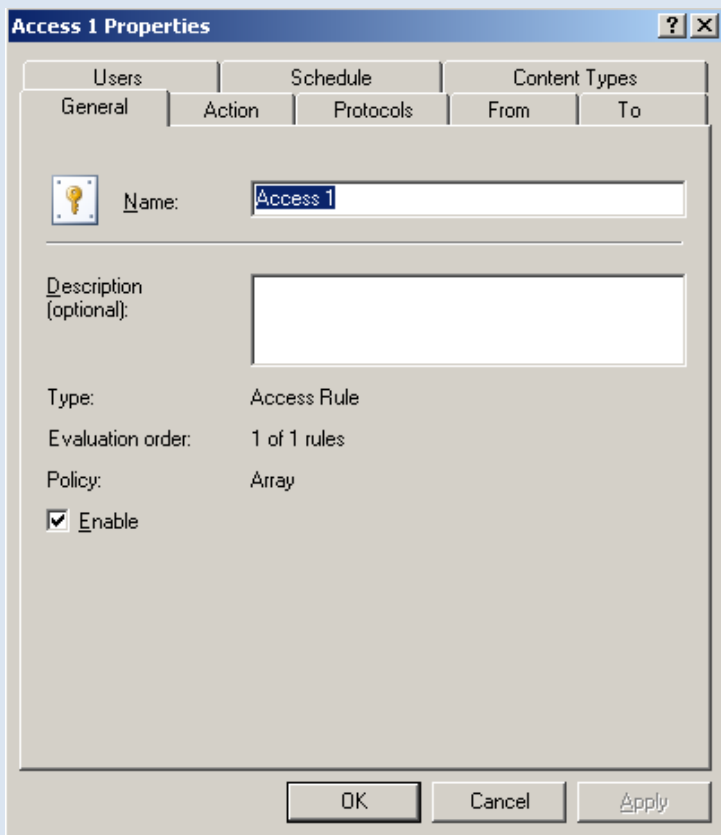 Access 1 Properties
Users Schedule Content Types
General Action Protocols From To
Name: Access 1
Description
(optional):
Type: Access Rule
Evaluation order: 1 of 1 rules
Policy: Array
Enable
OK Cancel Apply